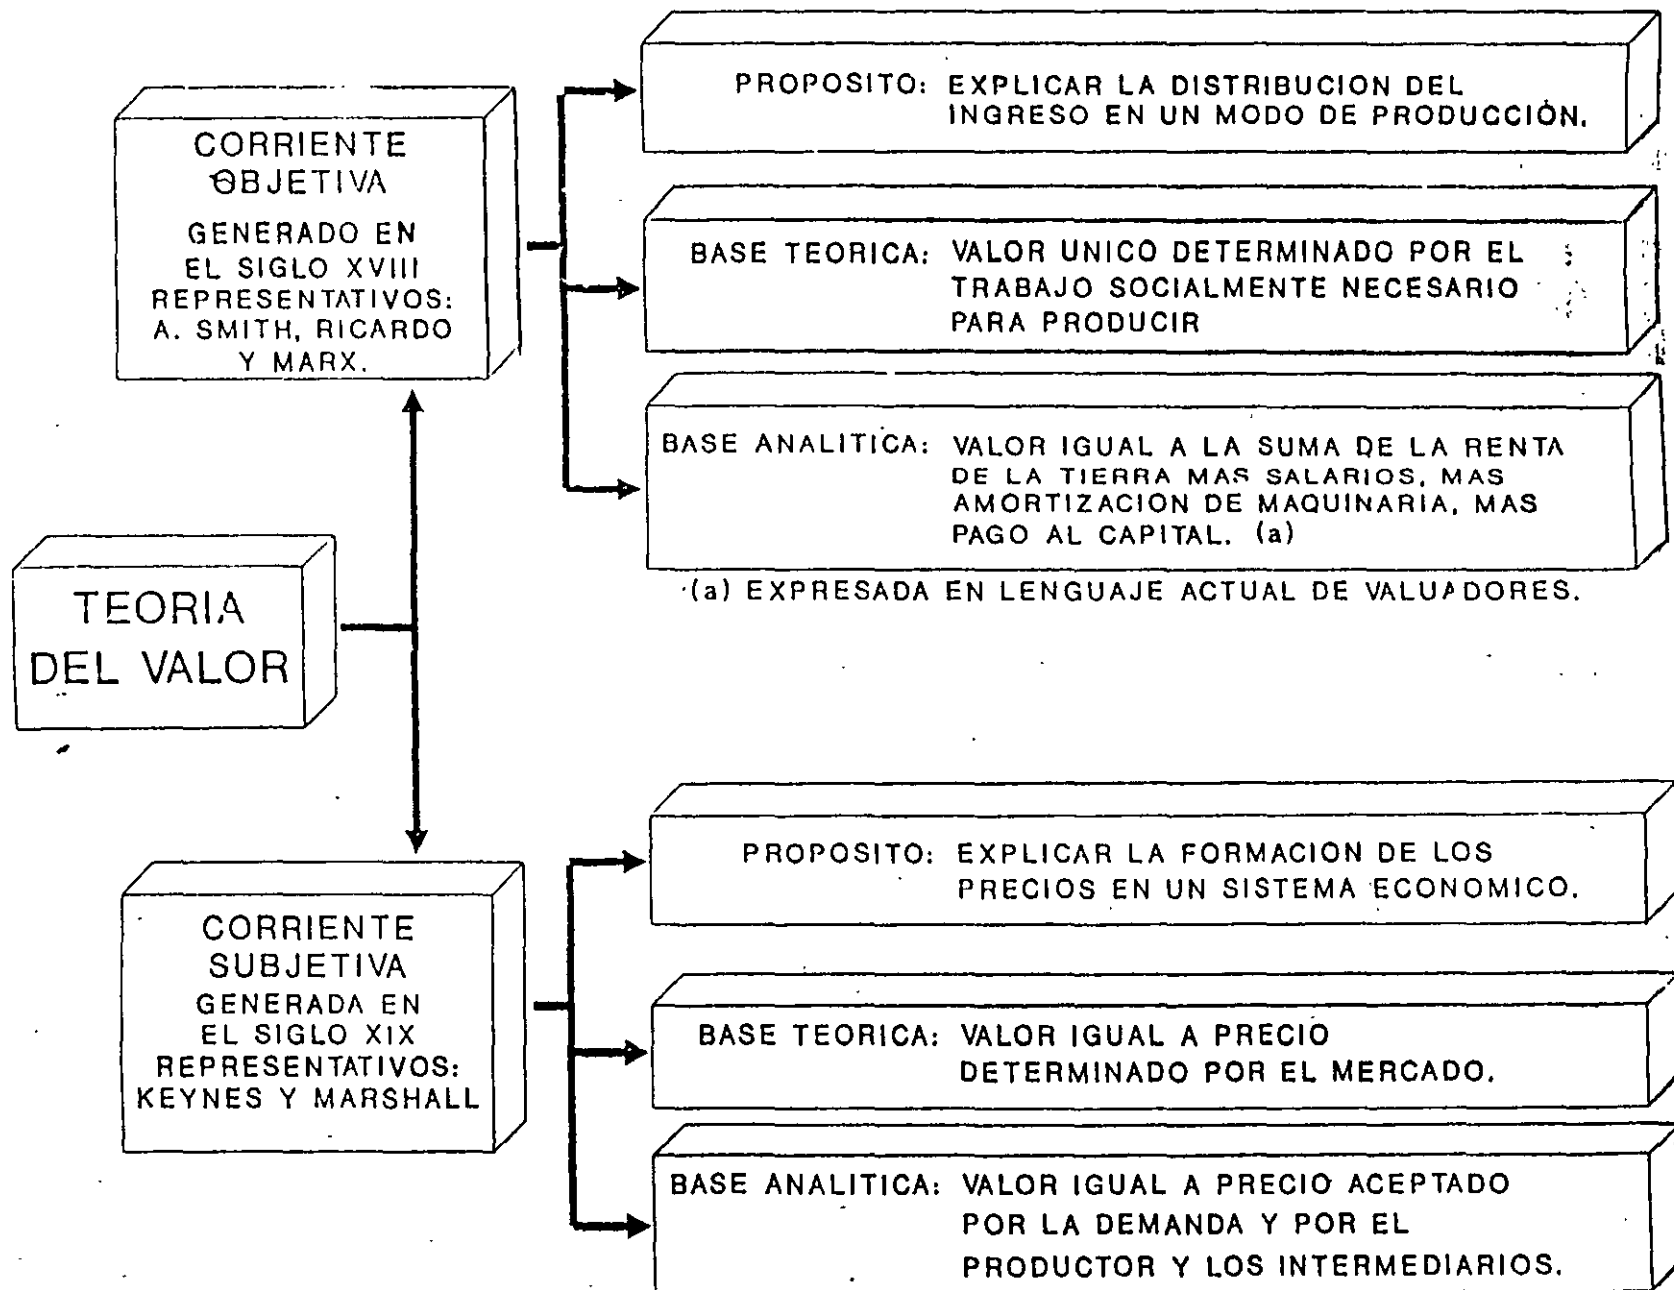 TEORIA
DEL VALOR
CORRIENTE
OBJETIVA
GENERADO EN
EL SIGLO XVIII
REPRESENTATIVOS:
A. SMITH, RICARDO
Y MARX.
PROPOSITO: EXPLICAR LA DISTRIBUCION DEL
INGRESO EN UN MODO DE PRODUCCIÓN.
BASE TEORICA: VALOR UNICO DETERMINADO POR EL
TRABAJO SOCIALMENTE NECESARIO
PARA PRODUCIR
BASE ANALITICA: VALOR IGUAL A LA SUMA DE LA RENTA
DE LA TIERRA MAS SALARIOS, MAS
AMORTIZACION DE MAQUINARIA, MAS
PAGO AL CAPITAL. (a)
(a) EXPRESADA EN LENGUAJE ACTUAL DE VALUADORES.
CORRIENTE
SUBJETIVA
GENERADA EN
EL SIGLO XIX
REPRESENTATIVOS:
KEYNES Y MARSHALL
PROPOSITO: EXPLICAR LA FORMACION DE LOS
PRECIOS EN UN SISTEMA ECONOMICO.
BASE TEORICA: VALOR IGUAL A PRECIO
DETERMINADO POR EL MERCADO.
BASE ANALITICA: VALOR IGUAL A PRECIO ACEPTADO
POR LA DEMANDA Y POR EL
PRODUCTOR Y LOS INTERMEDIARIOS.